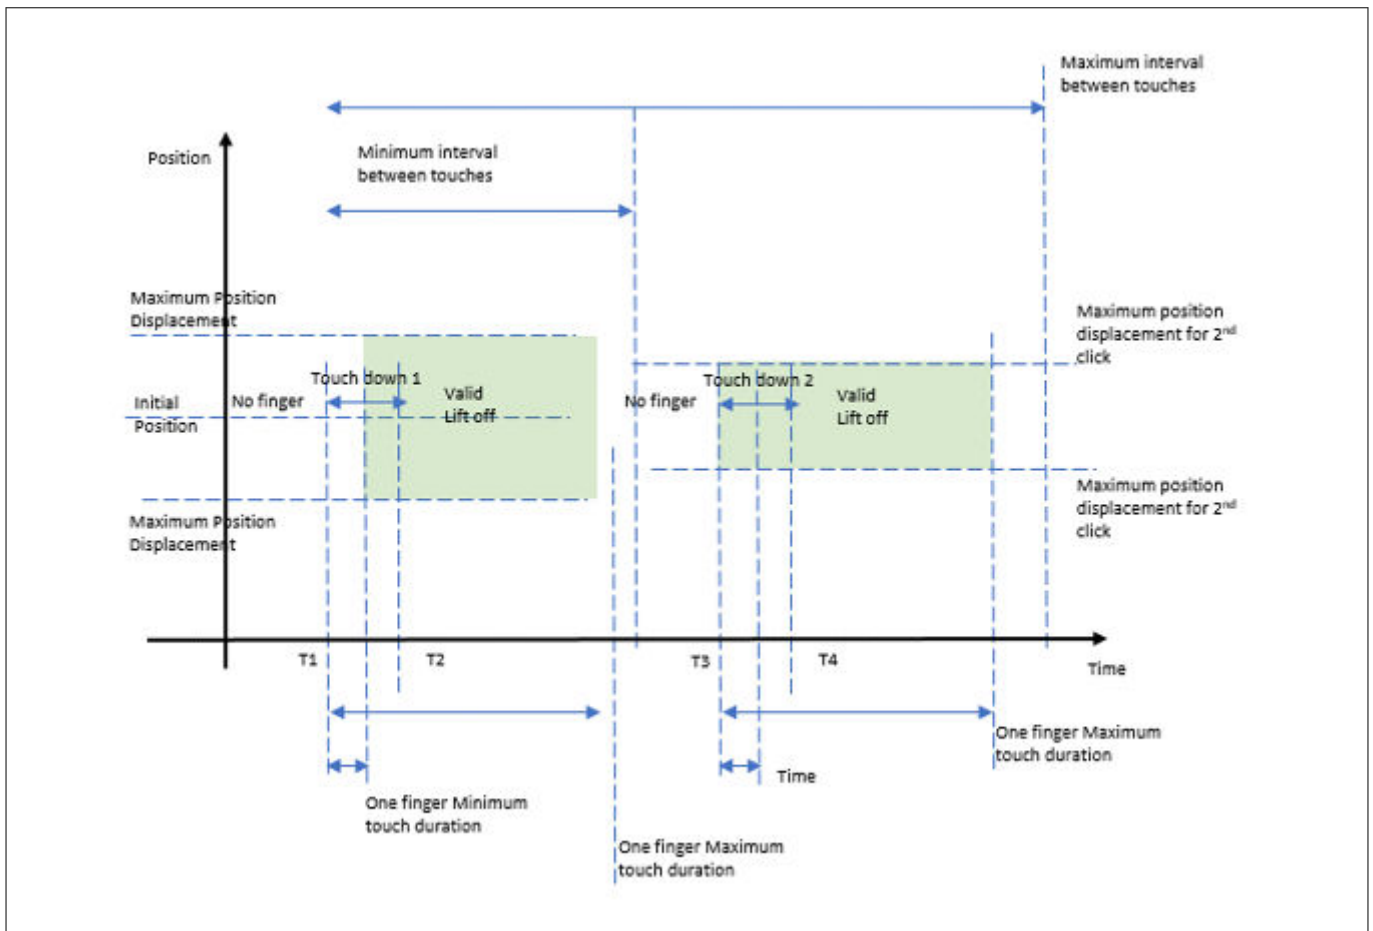 Maximum interval
between touches
Position
Minimum interval
between touches
Maximum Position
Displacement
Maximum position
displacement for 2nd
click
Touch down 1
Touch down 2
Initial
Position
No finger
Valid
Lift off
No finger
Valid
Lift off
Maximum Position
Displacement
Maximum position
displacement for 2nd
click
T1
T2
T3
T4
Time
One finger Maximum
touch duration
Time
One finger Minimum
touch duration
One finger Maximum
touch duration